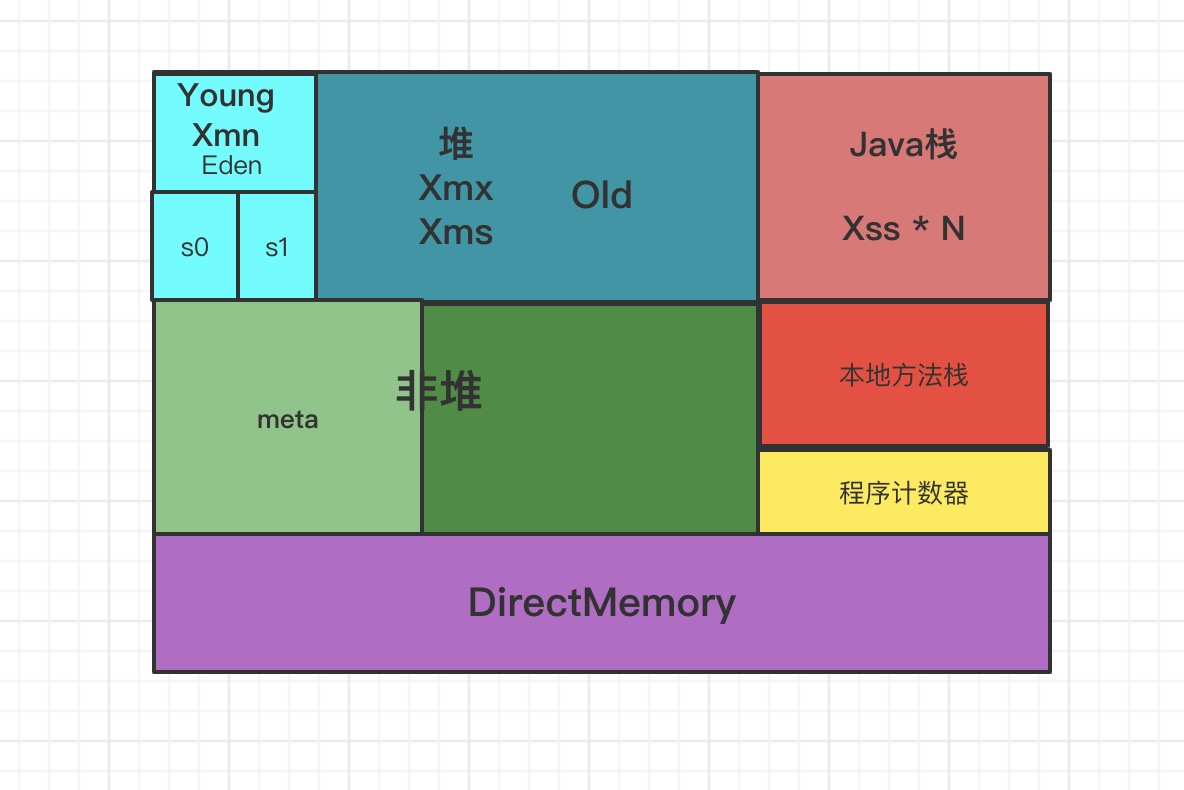 Young
Xmn
Eden
s0
s1
堆
Xmx
Xms
Old
Java栈
Xss * N
meta
非堆
本地方法栈
程序计数器
DirectMemory